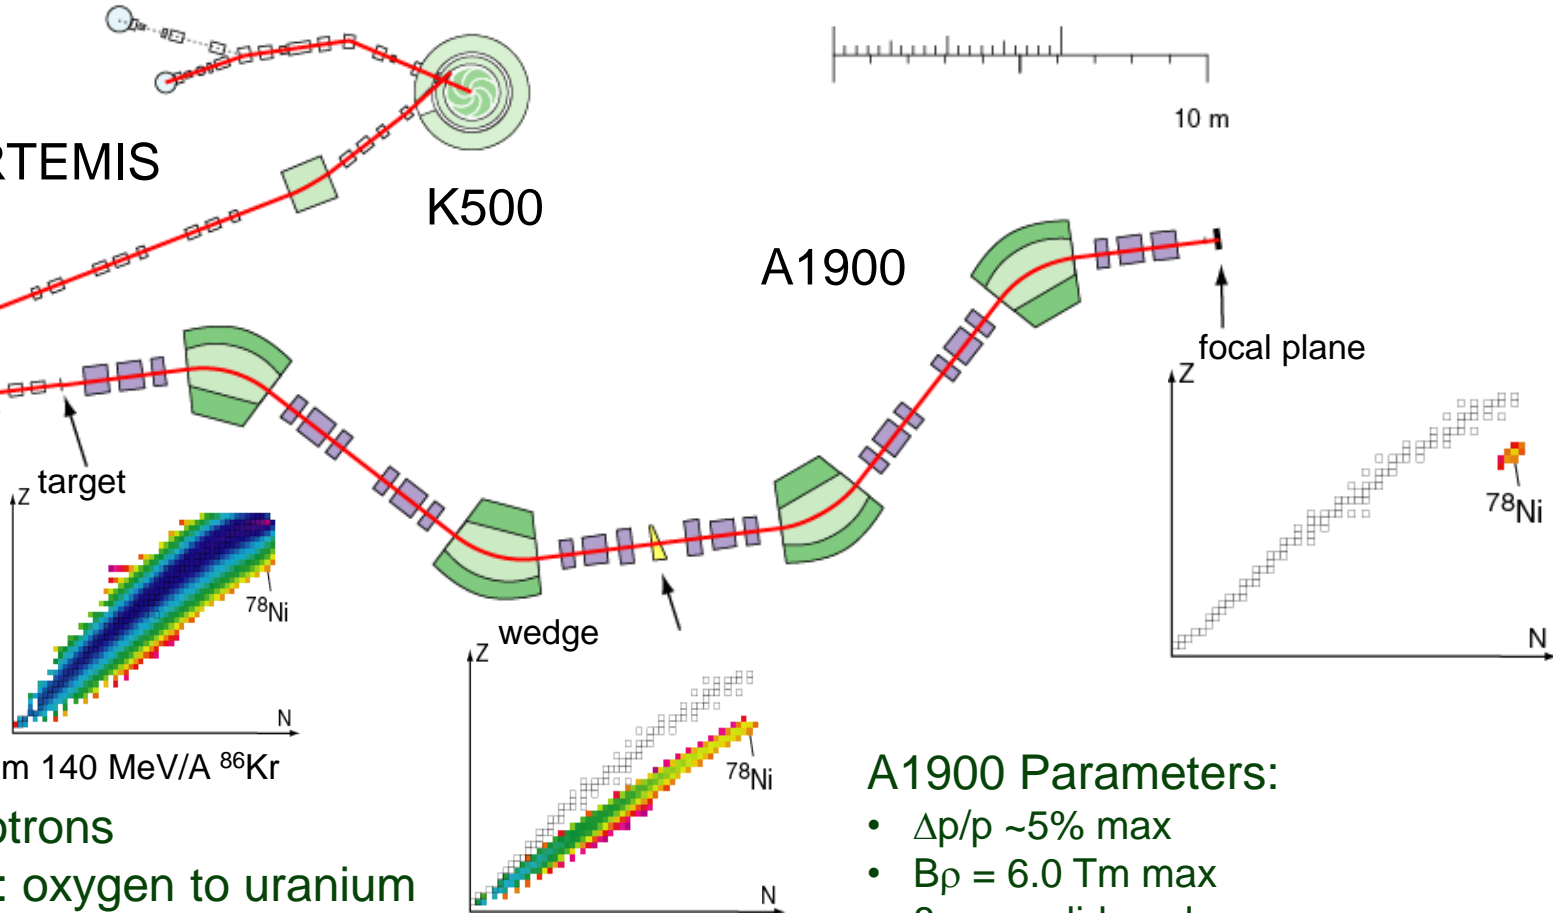 10 m
RTEMIS
K500
A1900
focal plane
Z
78Ni
N
target
Z
78Ni
N
wedge
Z
78Ni
N
m 140 MeV/A 86Kr
otrons
: oxygen to uranium
A1900 Parameters:
• Δp/p ~5% max
• Bρ = 6.0 Tm max